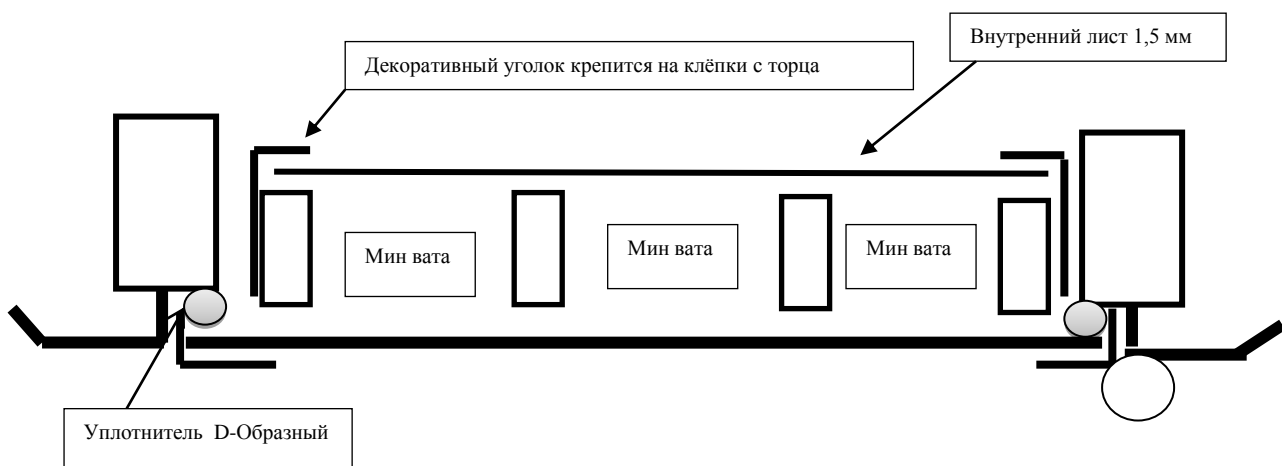 Внутренний лист 1,5 мм
Декоративный уголок крепится на клёпки с торца
Мин вата
Мин вата
Мин вата
Уплотнитель D-Образный